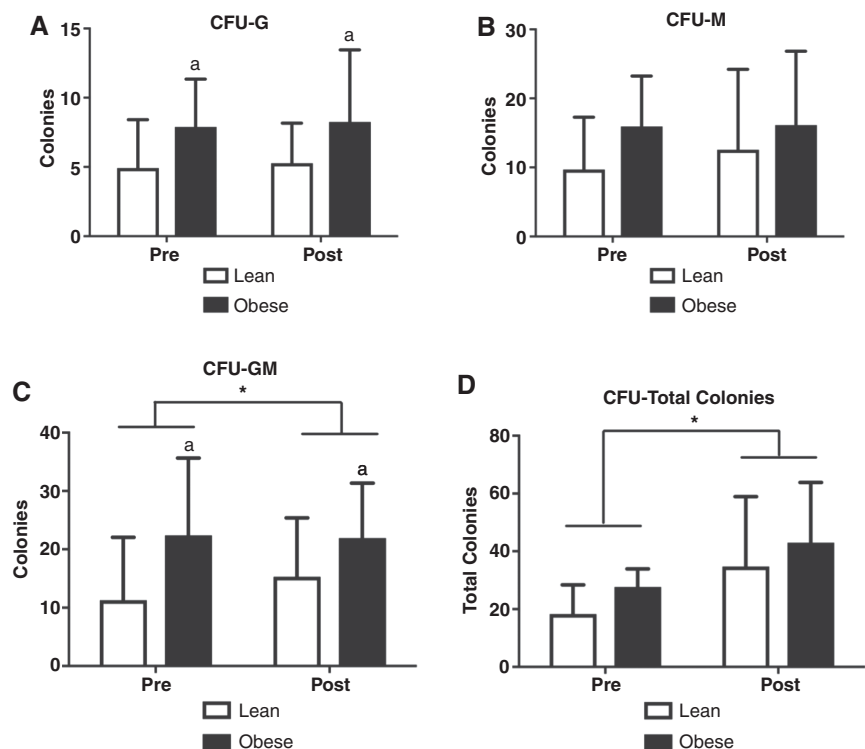 A
CFU-G
15
10
5
0
Colonies
a
a
Pre
Post
Lean
Obese
B
CFU-M
30
20
10
0
Colonies
Pre
Post
Lean
Obese
C
CFU-GM
*
40
30
20
10
0
Colonies
a
a
Pre
Post
Lean
Obese
D
CFU-Total Colonies
*
80
60
40
20
0
Total Colonies
Pre
Post
Lean
Obese